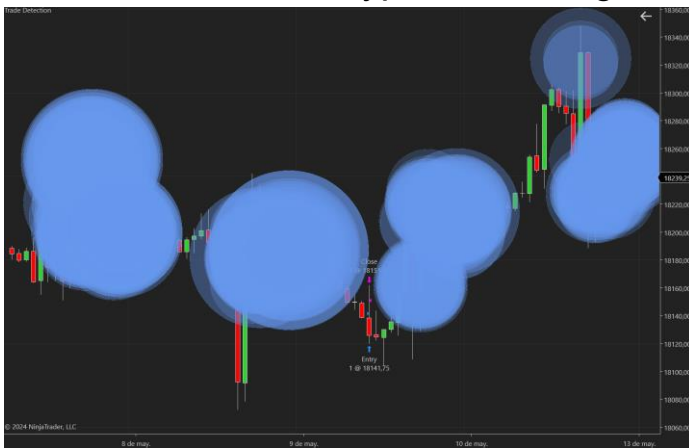 Trade Detection
18360,00
18340,00
18320,00
18300,00
18280,00
18260,00
18239,25
18220,00
18200,00
18180,00
18160,00
18140,00
18120,00
18100,00
18080,00
18060,00
Close
Entry
1 @ 18141,75
© 2024 NinjaTrader, LLC
8 de may.
9 de may.
10 de may.
13 de may.